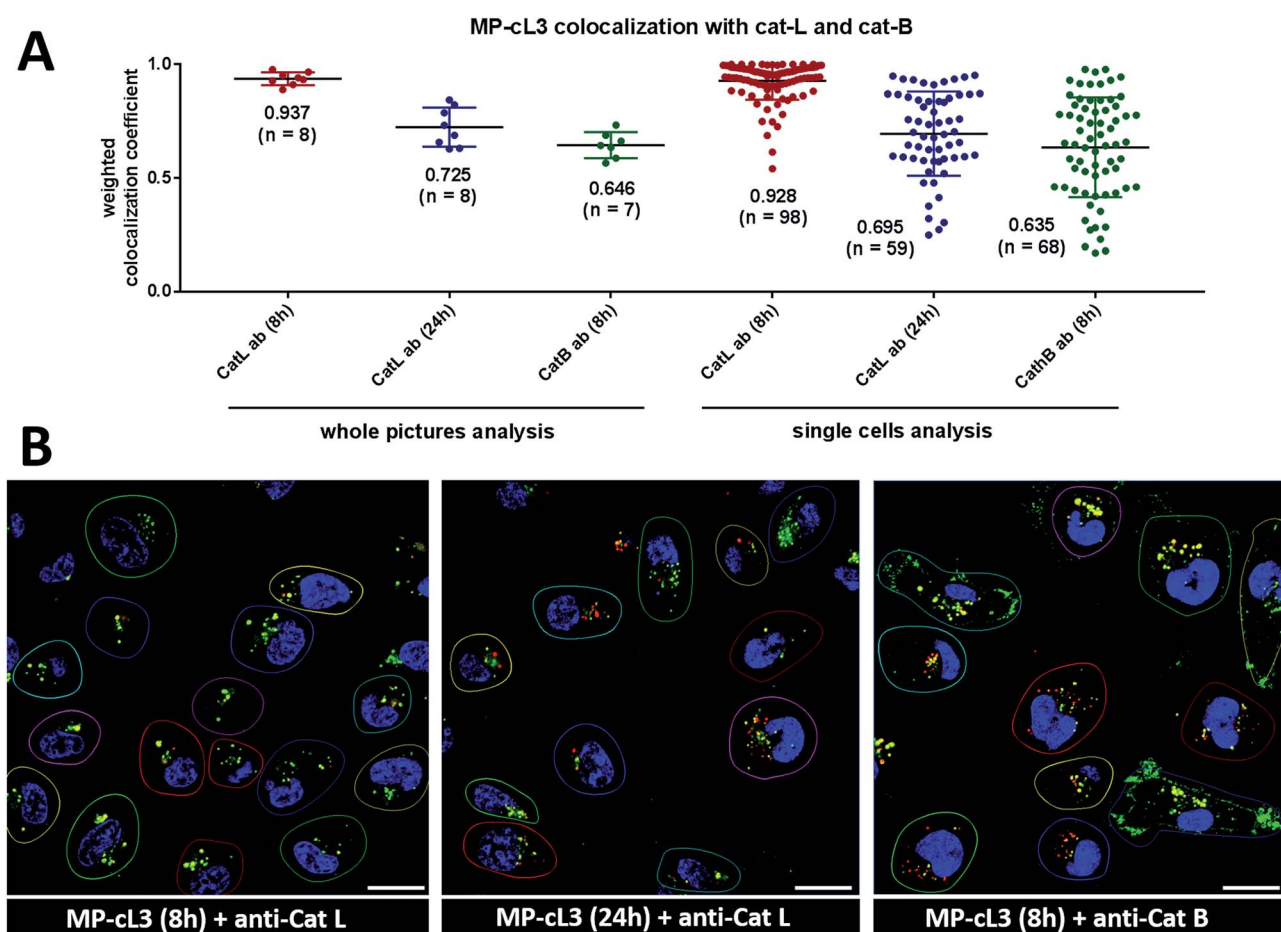 A
MP-cL3 colocalization with cat-L and cat-B
weighted
colocalization coefficient
1.0
0.5
0.0
0.937
(n = 8)
0.725
(n = 8)
0.646
(n = 7)
0.928
(n = 98)
0.695
(n = 59)
0.635
(n = 68)
CatL ab (8h)
CatL ab (24h)
CatB ab (8h)
CatL ab (8h)
CatL ab (24h)
CathB ab (8h)
whole pictures analysis
single cells analysis
B
MP-cL3 (8h) + anti-Cat L
MP-cL3 (24h) + anti-Cat L
MP-cL3 (8h) + anti-Cat B